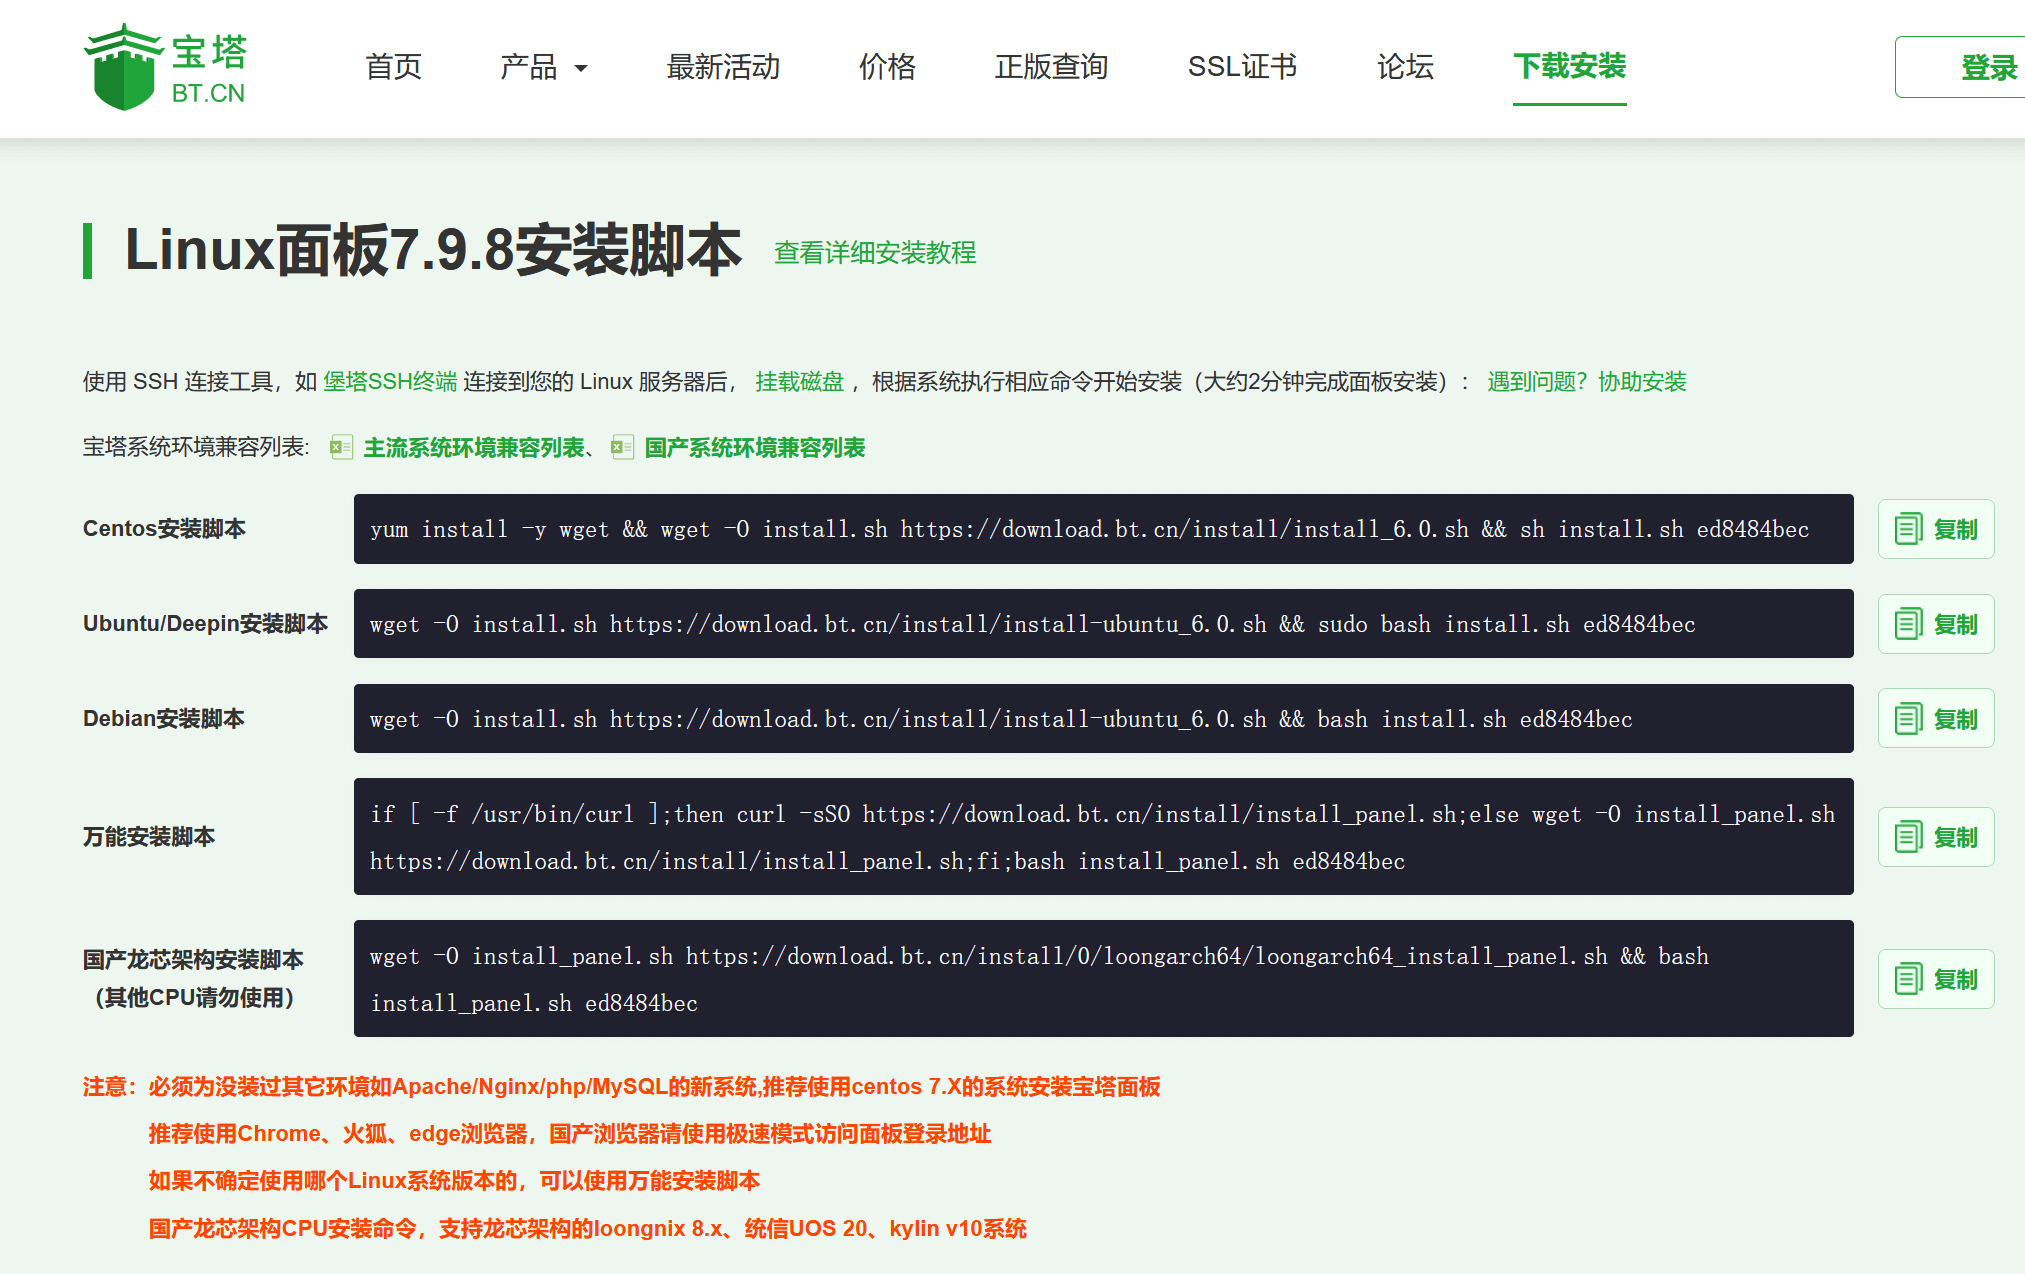 宝塔
BT.CN
首页 产品 最新活动 价格 正版查询 SSL证书 论坛 下载安装 登录
Linux面板7.9.8安装脚本 查看详细安装教程
使用 SSH 连接工具，如 堡塔SSH终端 连接到您的 Linux 服务器后， 挂载磁盘 ，根据系统执行相应命令开始安装（大约2分钟完成面板安装）： 遇到问题？协助安装
宝塔系统环境兼容列表: 主流系统环境兼容列表、 国产系统环境兼容列表
Centos安装脚本 yum install -y wget && wget -O install.sh https://download.bt.cn/install/install_6.0.sh && sh install.sh ed8484bec 复制
Ubuntu/Deepin安装脚本 wget -O install.sh https://download.bt.cn/install/install-ubuntu_6.0.sh && sudo bash install.sh ed8484bec 复制
Debian安装脚本 wget -O install.sh https://download.bt.cn/install/install-ubuntu_6.0.sh && bash install.sh ed8484bec 复制
万能安装脚本 if [ -f /usr/bin/curl ];then curl -sSO https://download.bt.cn/install/install_panel.sh;else wget -O install_panel.sh
https://download.bt.cn/install/install_panel.sh;fi;bash install_panel.sh ed8484bec 复制
国产龙芯架构安装脚本
（其他CPU请勿使用）
wget -O install_panel.sh https://download.bt.cn/install/0/loongarch64/loongarch64_install_panel.sh && bash
install_panel.sh ed8484bec 复制
注意：必须为没装过其它环境如Apache/Nginx/php/MySQL的新系统,推荐使用centos 7.X的系统安装宝塔面板
推荐使用Chrome、火狐、edge浏览器，国产浏览器请使用极速模式访问面板登录地址
如果不确定使用哪个Linux系统版本的，可以使用万能安装脚本
国产龙芯架构CPU安装命令，支持龙芯架构的loongnix 8.x、统信UOS 20、kylin v10系统